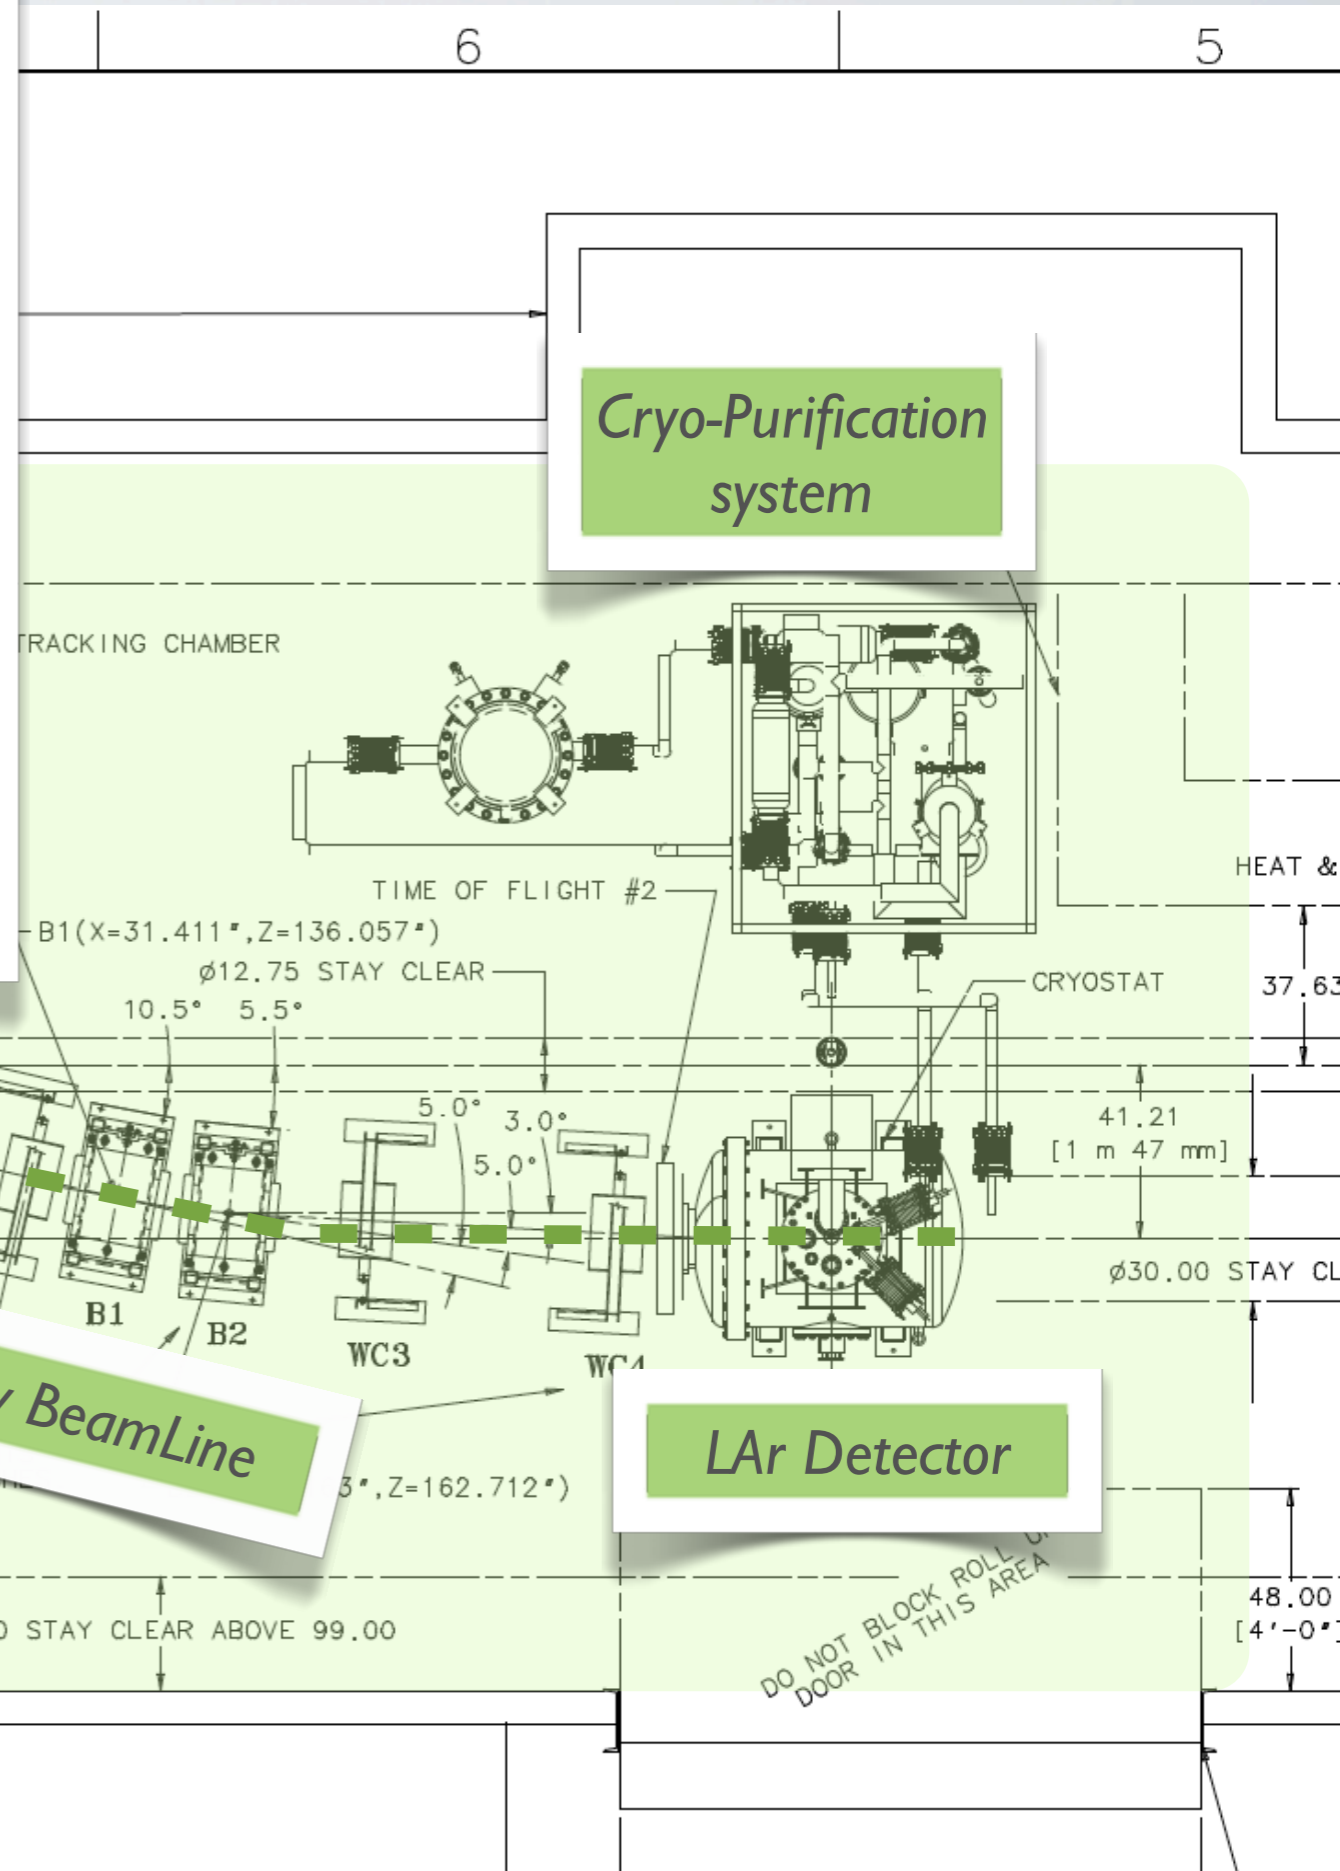 6
5
Cryo-Purification
system
TRACKING CHAMBER
HEAT &
TIME OF FLIGHT #2
B1(X=31.411",Z=136.057")
ø12.75 STAY CLEAR
CRYOSTAT
37.63
10.5° 5.5°
5.0°
3.0°
41.21
[1 m 47 mm]
5.0°
ø30.00 STAY
B1
B2
WC3
WC4
BeamLine
LAr Detector
3",Z=162.712")
DO NOT BLOCK ROLL
DOOR IN THIS AREA
48.00
[4'-0"]
STAY CLEAR ABOVE 99.00